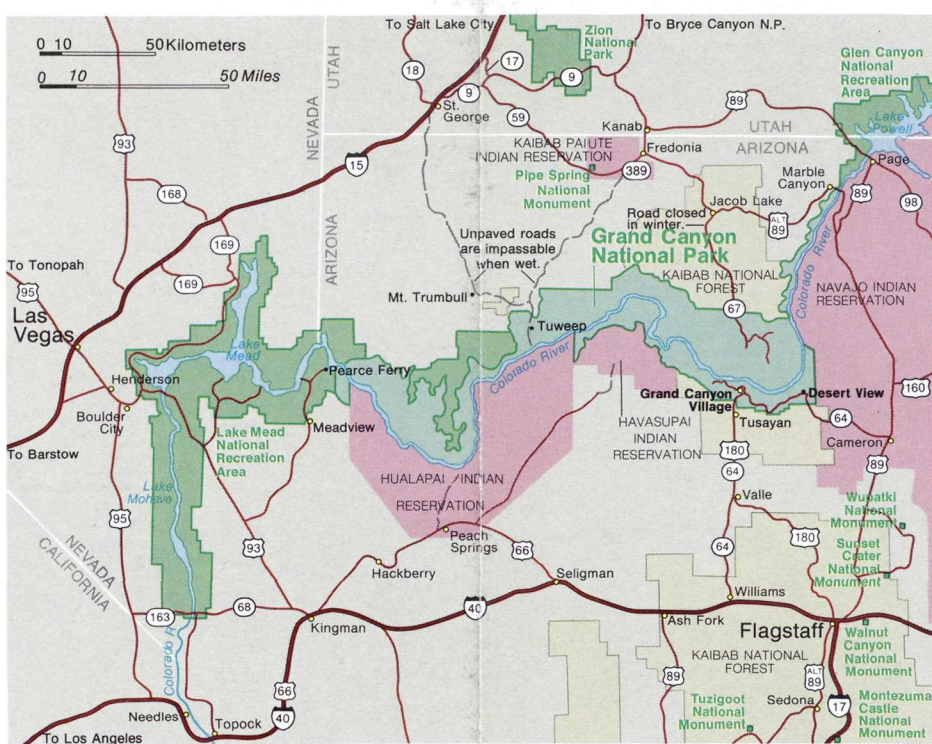 To Salt Lake City
To Bryce Canyon N.P.
0 10 50 Kilometers
0 10 50 Miles
UTAH
NEVADA
ARIZONA
Zion
National
Park
Glen Canyon
National
Recreation
Area
Lake
Powell
17
18
9
9
St.
George
59
89
Kanab
UTAH
ARIZONA
93
15
KAIBAB PAIUTE
INDIAN RESERVATION
Fredonia
389
Pipe Spring
National
Monument
Marble
Canyon
Page
89
98
168
169
169
Jacob Lake
ALT
89
Road closed
in winter.
Unpaved roads
are impassable
when wet.
Grand Canyon
National Park
KAIBAB NATIONAL
FOREST
Colorado River
NAVAJO INDIAN
RESERVATION
To Tonopah
95
Las
Vegas
Mt. Trumbull
67
Tuweep
Colorado River
Lake
Mead
Pearce Ferry
Henderson
Boulder
City
To Barstow
Meadview
Lake Mead
National
Recreation
Area
Grand Canyon
Village
Desert View
Tusayan
64
160
HAVASUPAI
INDIAN
RESERVATION
180
64
Cameron
89
HUALAPAI INDIAN
RESERVATION
Lake
Mohave
95
93
NEVADA
CALIFORNIA
Valle
Wupatki
National
Monument
Peach
Springs
66
64
180
Sunset
Crater
National
Monument
Hackberry
Seligman
Williams
163
68
Kingman
40
Ash Fork
Flagstaff
KAIBAB NATIONAL
FOREST
Walnut
Canyon
National
Monument
Colorado R
66
40
89
ALT
89
Sedona
17
Tuzigoot
National
Monument
Montezuma
Castle
National
Monument
Needles
Topock
To Los Angeles
To Phoenix